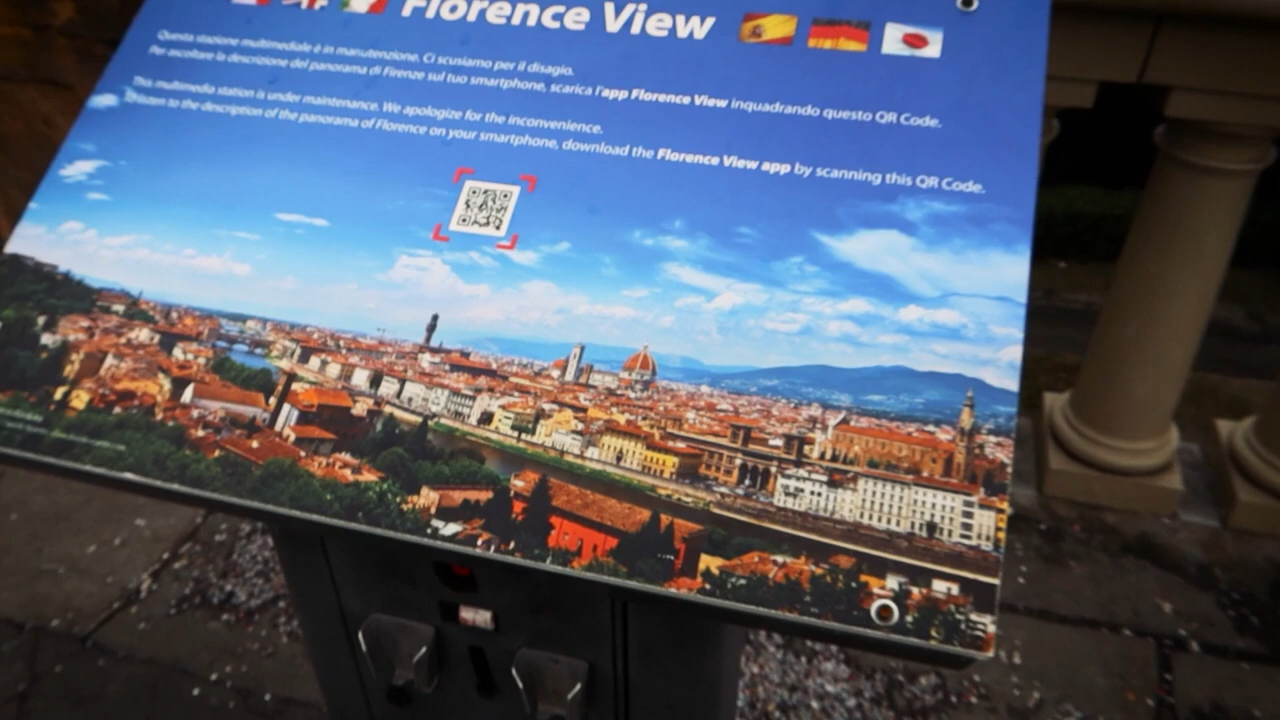 Florence View
Questa stazione multimediale è in manutenzione. Ci scusiamo per il disagio.
Per ascoltare la descrizione del panorama di Firenze sul tuo smartphone, scarica l'app Florence View inquadrando questo QR Code.
This multimedia station is under maintenance. We apologize for the inconvenience.
to the description of the panorama of Florence on your smartphone, download the Florence View app by scanning this QR Code.